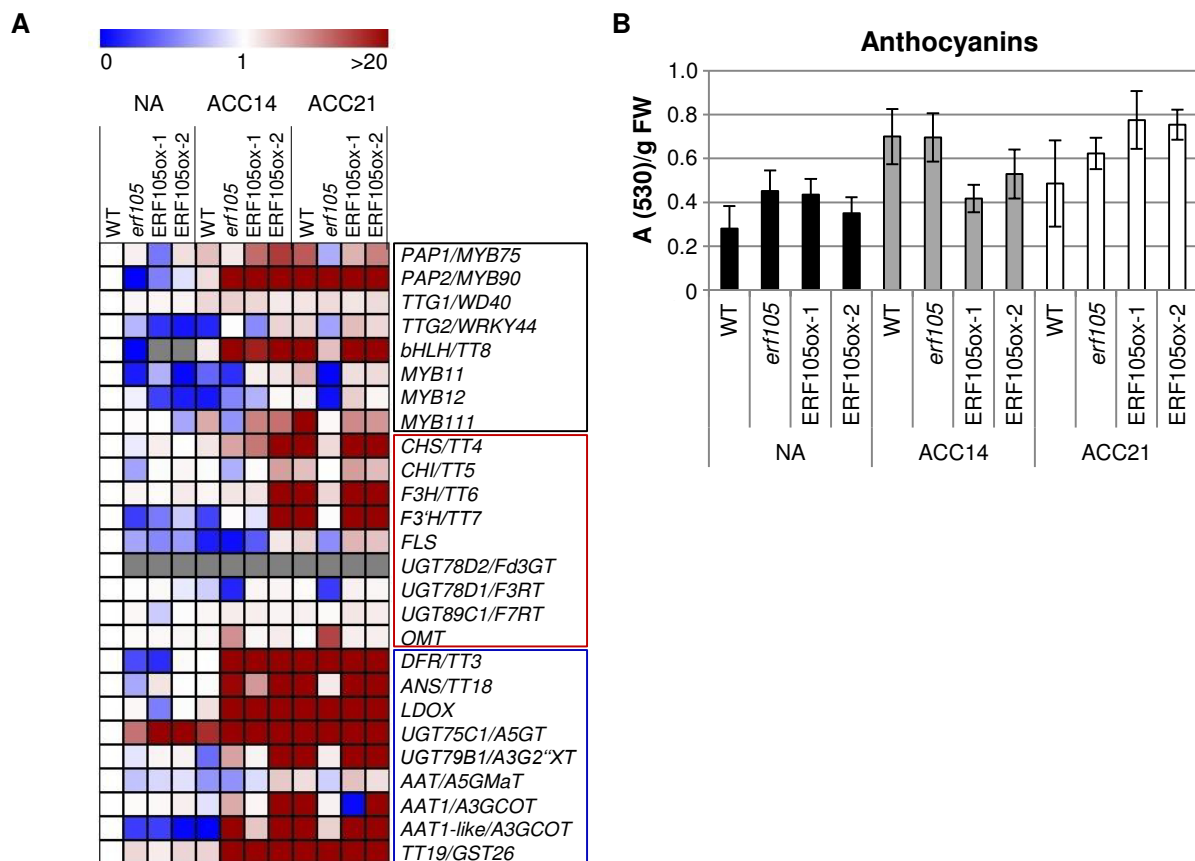 A
0 1 >20
NA ACC14 ACC21
WT erf105 ERF105ox-1 ERF105ox-2 WT erf105 ERF105ox-1 ERF105ox-2 WT erf105 ERF105ox-1 ERF105ox-2
PAP1/MYB75
PAP2/MYB90
TTG1/WD40
TTG2/WRKY44
bHLH/TT8
MYB11
MYB12
MYB111
CHS/TT4
CHI/TT5
F3H/TT6
F3‘H/TT7
FLS
UGT78D2/Fd3GT
UGT78D1/F3RT
UGT89C1/F7RT
OMT
DFR/TT3
ANS/TT18
LDOX
UGT75C1/A5GT
UGT79B1/A3G2“XT
AAT/A5GMaT
AAT1/A3GCOT
AAT1-like/A3GCOT
TT19/GST26
B
Anthocyanins
A (530)/g FW
1.0
0.8
0.6
0.4
0.2
0
WT erf105 ERF105ox-1 ERF105ox-2 WT erf105 ERF105ox-1 ERF105ox-2 WT erf105 ERF105ox-1 ERF105ox-2
NA ACC14 ACC21